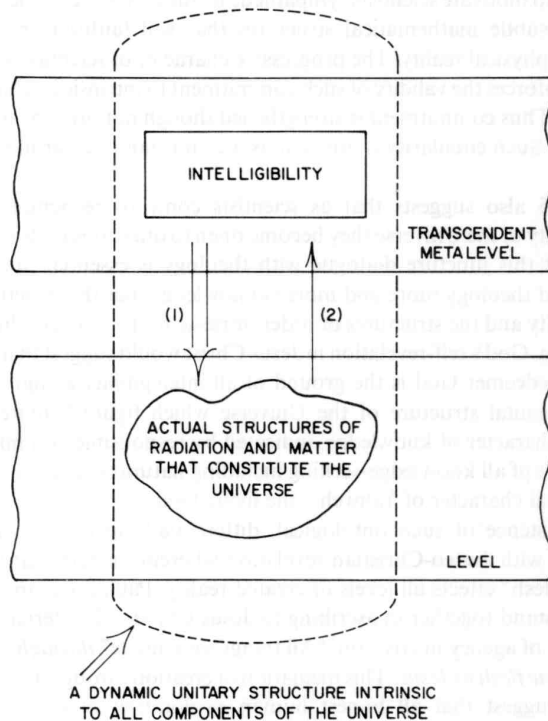 INTELLIGIBILITY
TRANSCENDENT
METALEVEL
(1)
(2)
ACTUAL STRUCTURES OF
RADIATION AND MATTER
THAT CONSTITUTE THE
UNIVERSE
LEVEL
A DYNAMIC UNITARY STRUCTURE INTRINSIC
TO ALL COMPONENTS OF THE UNIVERSE